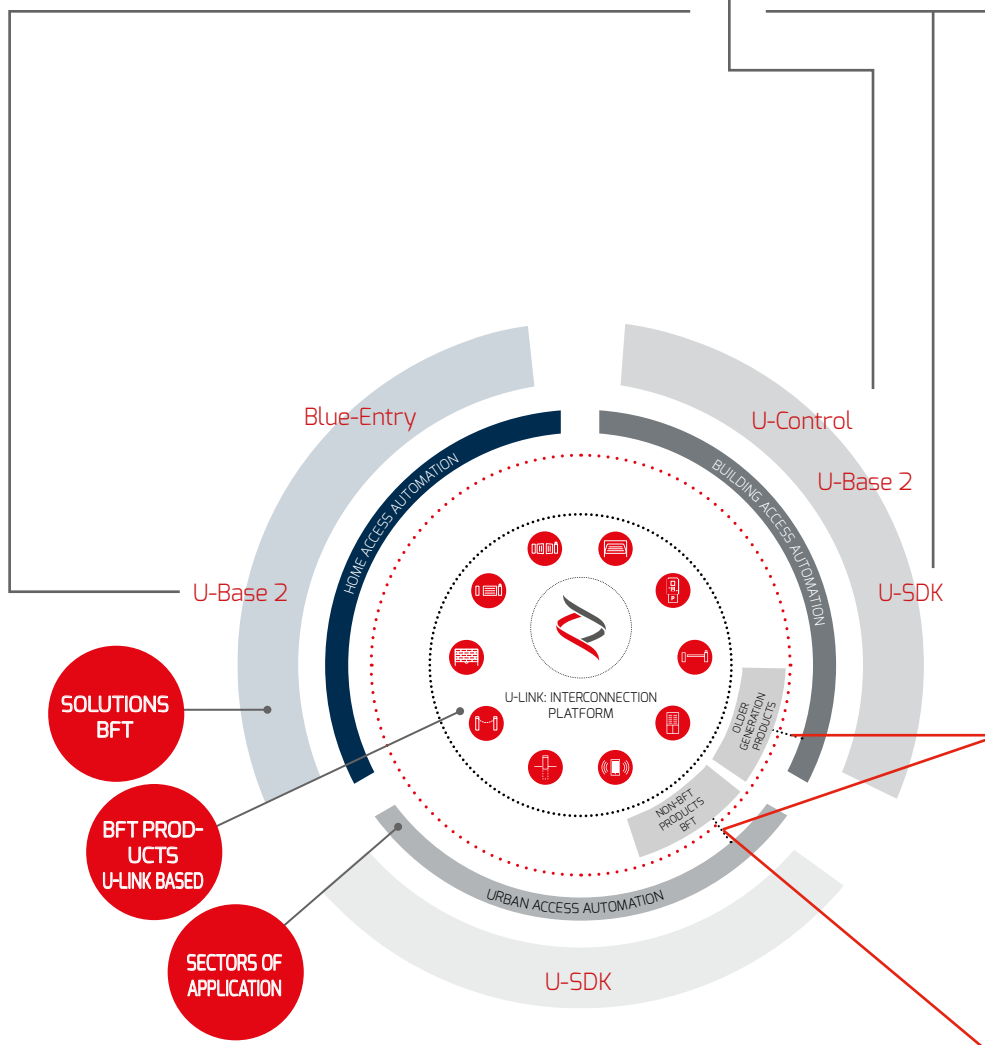 Blue-Entry
U-Control
U-Base 2
U-Base 2
U-SDK
HOME ACCESS AUTOMATION
BUILDING ACCESS AUTOMATION
P
U-LINK: INTERCONNECTION
PLATFORM
OLDER
GENERATION
PRODUCTS
NON-BFT
PRODUCTS
BFT
URBAN ACCESS AUTOMATION
U-SDK
SOLUTIONS
BFT
BFT PROD-
UCTS
U-LINK BASED
SECTORS OF
APPLICATION